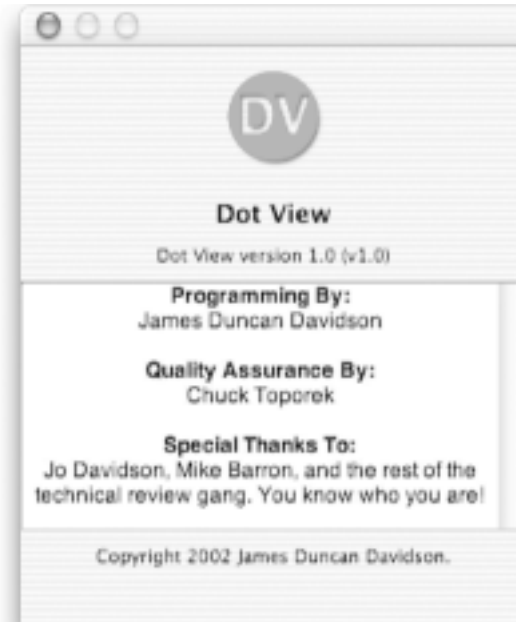 DV
Dot View
Dot View version 1.0 (v1.0)
Programming By:
James Duncan Davidson
Quality Assurance By:
Chuck Toporek
Special Thanks To:
Jo Davidson, Mike Barron, and the rest of the
technical review gang. You know who you are!
Copyright 2002 James Duncan Davidson.